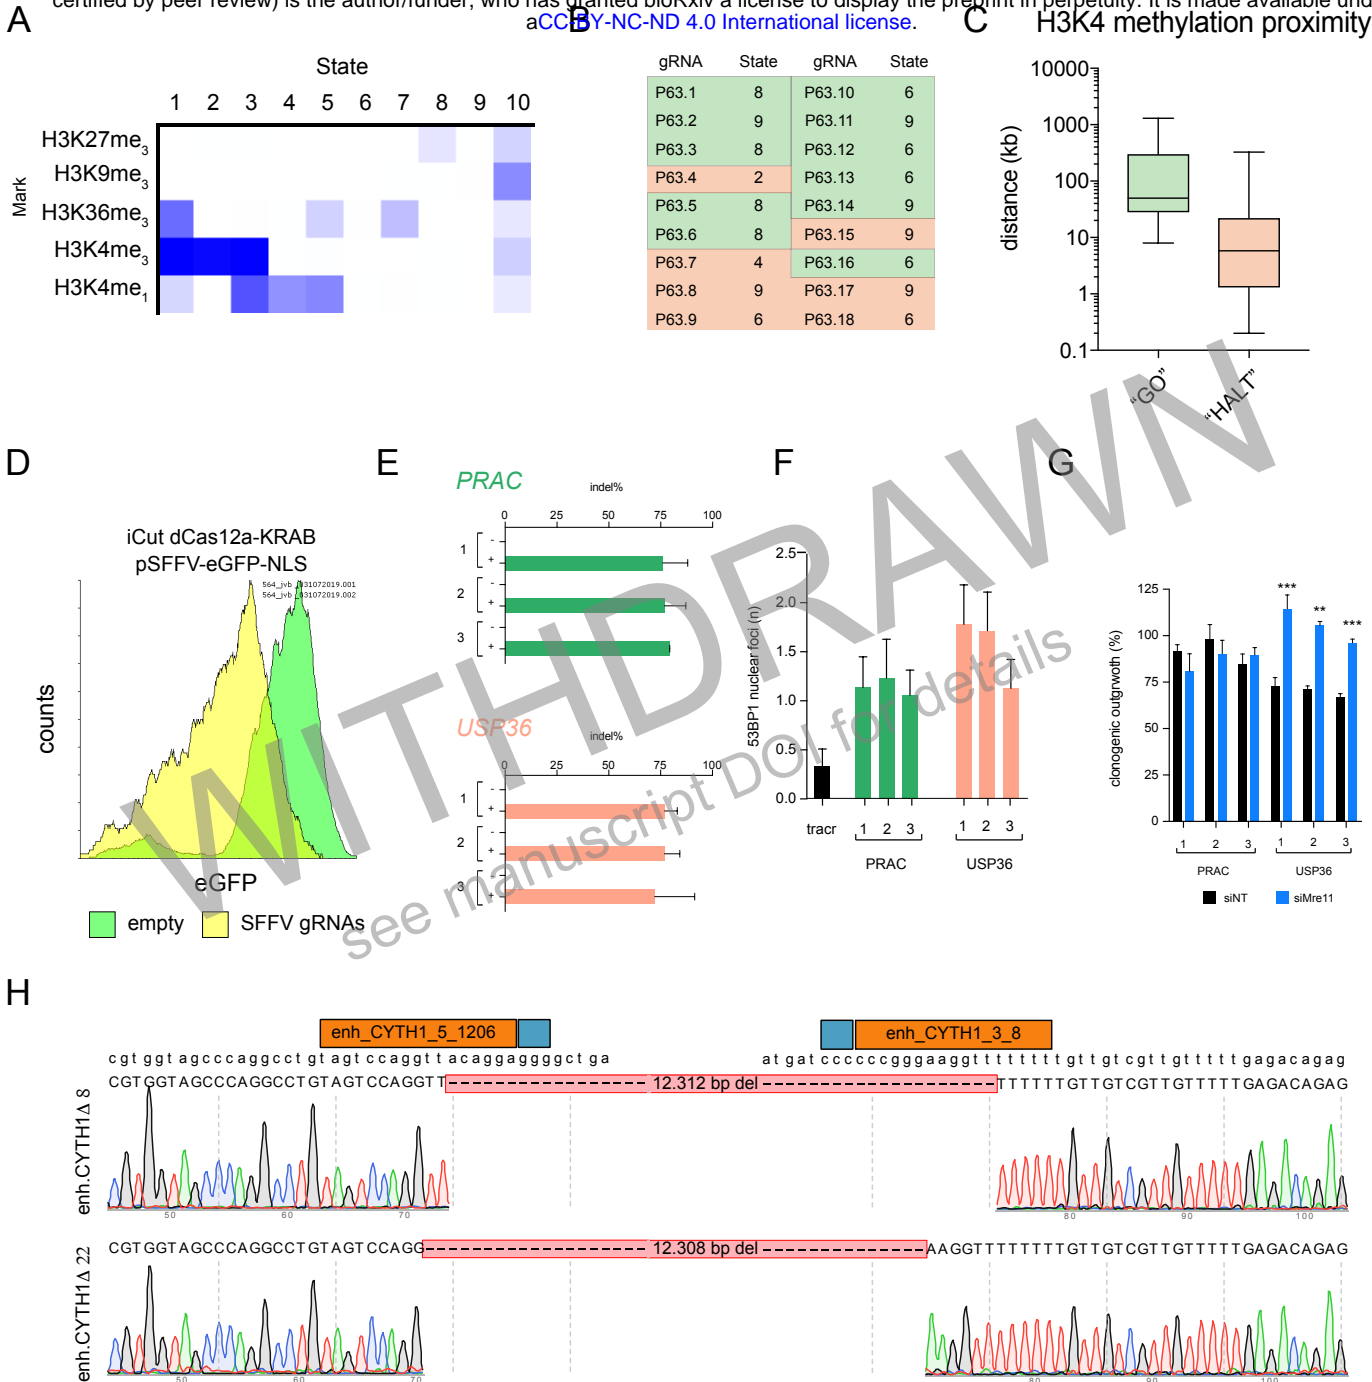 certified by peer review) is the author/funder, who has granted bioRxiv a license to display the preprint in perpetuity. It is made available und
aCC-BY-NC-ND 4.0 International license.
A
State
1 2 3 4 5 6 7 8 9 10
Mark
H3K27me3
H3K9me3
H3K36me3
H3K4me3
H3K4me1
B
gRNA State gRNA State
P63.1 8 P63.10 6
P63.2 9 P63.11 9
P63.3 8 P63.12 6
P63.4 2 P63.13 6
P63.5 8 P63.14 9
P63.6 8 P63.15 9
P63.7 4 P63.16 6
P63.8 9 P63.17 9
P63.9 6 P63.18 6
C
H3K4 methylation proximity
distance (kb)
10000
1000
100
10
1
0.1
“GO”
“HALT”
D
iCut dCas12a-KRAB
pSFFV-eGFP-NLS
564_jvb_031072019.001
564_jvb_031072019.002
counts
eGFP
empty
SFFV gRNAs
E
PRAC
indel%
0 25 50 75 100
1 - +
2 - +
3 - +
USP36
indel%
0 25 50 75 100
1 - +
2 - +
3 - +
F
53BP1 nuclear foci (n)
2.5
2.0
1.5
1.0
0.5
0.0
tracr 1 2 3 1 2 3
PRAC USP36
G
clonogenic outgrwoth (%)
125
100
75
50
25
0
*** ** ***
1 2 3 1 2 3
PRAC USP36
siNT siMre11
WITHDRAWN
see manuscript DOI for details
H
enh_CYTH1_5_1206 enh_CYTH1_3_8
cgtggtagcccaggcctgtagtccaggttacaggaggggctga atgatcccccccgggaaggttttttttgttgtcgttgtttttgagacagag
enh.CYTH1Δ 8
CGTGGTAGCCCAGGCCTGTAGTCCAGGTT 12.312 bp del TTTTTTGTTGTCGTTGTTTTTGAGACAGAG
50 60 70 80 90 100
enh.CYTH1Δ 22
CGTGGTAGCCCAGGCCTGTAGTCCAGG 12.308 bp del AAGGTTTTTTTTGTTGTCGTTGTTTTTGAGACAGAG
50 60 70 80 90 100